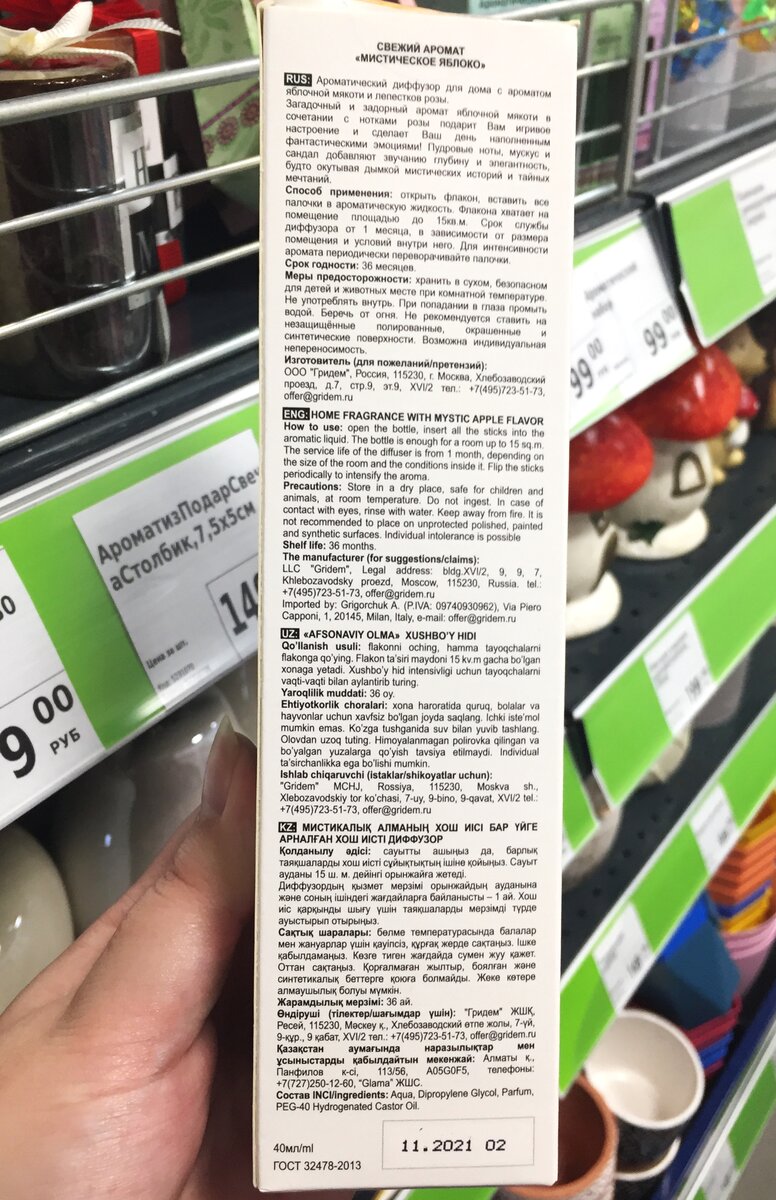 СВЕЖИЙ АРОМАТ
«МИСТИЧЕСКОЕ ЯБЛОКО»
RUS: Ароматический диффузор для дома с ароматом
яблочной мякоти и лепестков розы.
Загадочный и задорный аромат яблочной мякоти в
сочетании с нотками розы подарит Вам игривое
настроение и сделает Ваш день наполненным
фантастическими эмоциями! Пудровые ноты, мускус и
сандал добавляют звучанию глубину и элегантность,
будто окутывая дымкой мистических историй и тайных
мечтаний.
Способ применения: открыть флакон, вставить все
палочки в ароматическую жидкость. Флакона хватает на
помещение площадью до 15кв.м. Срок службы
диффузора от 1 месяца, в зависимости от размера
помещения и условий внутри него. Для интенсивности
аромата периодически переворачивайте палочки.
Срок годности: 36 месяцев.
Меры предосторожности: хранить в сухом, безопасном
для детей и животных месте при комнатной температуре.
Не употреблять внутрь. При попадании в глаза промыть
водой. Беречь от огня. Не рекомендуется ставить на
незащищённые полированные, окрашенные и
синтетические поверхности. Возможна индивидуальная
непереносимость.
Изготовитель (для пожеланий/претензий):
ООО "Гридем", Россия, 115230, г. Москва, Хлебозаводский
проезд, д.7, стр.9, эт.9, XVI/2 тел.: +7(495)723-51-73,
offer@gridem.ru
ENG: HOME FRAGRANCE WITH MYSTIC APPLE FLAVOR
How to use: open the bottle, insert all the sticks into the
aromatic liquid. The bottle is enough for a room up to 15 sq.m.
The service life of the diffuser is from 1 month, depending on
the size of the room and the conditions inside it. Flip the sticks
periodically to intensify the aroma.
Precautions: Store in a dry place, safe for children and
animals, at room temperature. Do not ingest. In case of
contact with eyes, rinse with water. Keep away from fire. It is
not recommended to place on unprotected polished, painted
and synthetic surfaces. Individual intolerance is possible
Shelf life: 36 months.
The manufacturer (for suggestions/claims):
LLC "Gridem", Legal address: bldg.XVI/2, 9, 9, 7,
Khlebozavodsky proezd, Moscow, 115230, Russia. tel.:
+7(495)723-51-73, offer@gridem.ru
Imported by: Grigorchuk A. (P.IVA: 09740930962), Via Piero
Capponi, 1, 20145, Milan, Italy, e-mail: offer@gridem.ru
UZ: «AFSONAVIY OLMA» XUSHBO'Y HIDI
Qo'llanish usuli: flakonni oching, hamma tayoqchalarni
flakonga qo'ying. Flakon ta'siri maydoni 15 kv.m gacha bo'lgan
xonaga yetadi. Xushbo'y hid intensivligi uchun tayoqchalarni
vaqti-vaqti bilan aylantirib turing.
Yaroqlilik muddati: 36 oy.
Ehtiyotkorlik choralari: xona haroratida quruq, bolalar va
hayvonlar uchun xavfsiz bo'lgan joyda saqlang. Ichki iste'mol
mumkin emas. Ko'zga tushganida suv bilan yuvib tashlang.
Olovdan uzoq tuting. Himoyalanmagan polirovka qilingan va
bo'yalgan yuzalarga qo'yish tavsiya etilmaydi. Individual
ta'sirchanlikka ega bo'lishi mumkin.
Ishlab chiqaruvchi (istaklar/shikoyatlar uchun):
"Gridem" MCHJ, Rossiya, 115230, Moskva sh.,
Xlebozavodskiy tor ko'chasi, 7-uy, 9-bino, 9-qavat, XVI/2 tel.:
+7(495)723-51-73, offer@gridem.ru
KZ: МИСТИКАЛЫҚ АЛМАНЫҢ ХОШ ИІСІ БАР ҮЙГЕ
АРНАЛҒАН ХОШ ИІСТІ ДИФФУЗОР
Қолданылу әдісі: сауытты ашыңыз да, барлық
таяқшаларды хош иісті сұйықтықтың ішіне қойыңыз. Сауыт
ауданы 15 ш. м. дейінгі орынжайға жетеді.
Диффузордың қызмет мерзімі орынжайдың ауданына
және соның ішіндегі жағдайларға байланысты – 1 ай. Хош
иіс қарқынды шығу үшін таяқшаларды мерзімді түрде
ауыстырып отырыңыз.
Сақтық шаралары: бөлме температурасында балалар
мен жануарлар үшін қауіпсіз, құрғақ жерде сақтаңыз. Ішке
қабылдамаңыз. Көзге тиген жағдайда сумен жуу қажет.
Оттан сақтаңыз. Қорғалмаған жылтыр, боялған және
синтетикалық беттерге қоюға болмайды. Жеке көтере
алмаушылық болуы мүмкін.
Жарамдылық мерзімі: 36 ай.
Өндіруші (тілектер/шағымдар үшін): "Гридем" ЖШҚ,
Ресей, 115230, Мәскеу қ., Хлебозаводский өтпе жолы, 7-үй,
9-құр., 9 қабат, XVI/2 тел.: +7(495)723-51-73, offer@gridem.ru
Қазақстан аумағында наразылықтар мен
ұсыныстарды қабылдайтын мекенжай: Алматы қ.,
Панфилов к-сі, 113/56, A05G0F5, телефоны:
+7(727)250-12-60, "Glama" ЖШС.
Состав INCI/ingredients: Aqua, Dipropylene Glycol, Parfum,
PEG-40 Hydrogenated Castor Oil.
40мл/ml
ГОСТ 32478-2013
11.2021 02
АроматизПодарСвеч
аСтолбик,7,5х5см
Цена за шт.
9 00
РУБ
99 00
99 00